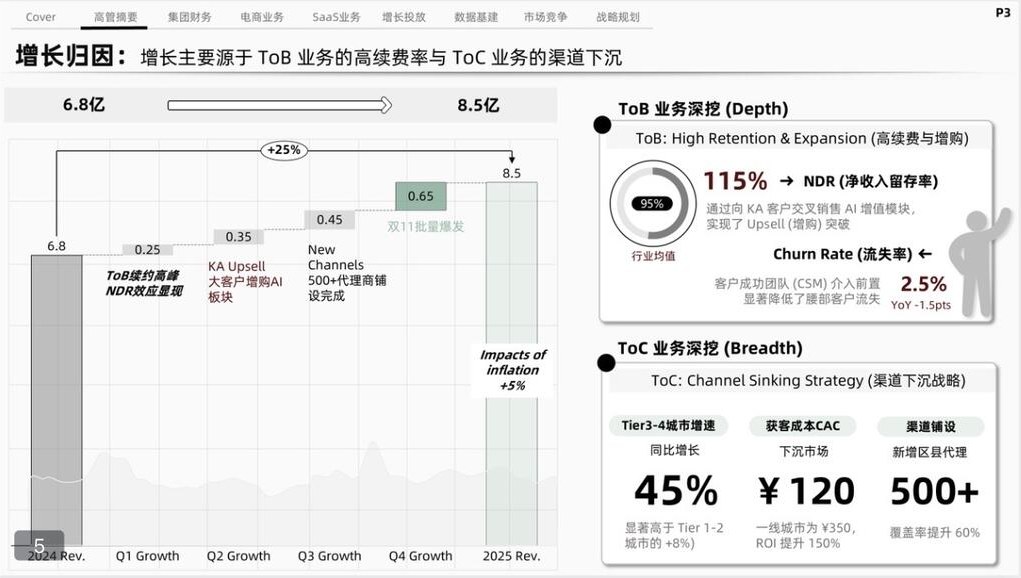 Cover 高管摘要 集团财务 电商业务 SaaS业务 增长投放 数据基建 市场竞争 战略规划
P3
增长归因：增长主要源于 ToB 业务的高续费率与 ToC 业务的渠道下沉
6.8亿 8.5亿
+25%
6.8
0.25
ToB续约高峰
NDR效应显现
0.35
KA Upsell
大客户增购AI
板块
0.45
New
Channels
500+代理商铺
设完成
0.65
双11批量爆发
8.5
Impacts of
inflation
+5%
2024 Rev. Q1 Growth Q2 Growth Q3 Growth Q4 Growth 2025 Rev.
5
ToB 业务深挖 (Depth)
ToB: High Retention & Expansion (高续费与增购)
95%
行业均值
115% → NDR (净收入留存率)
通过向 KA 客户交叉销售 AI 增值模块，
实现了 Upsell (增购) 突破
Churn Rate (流失率) ←
客户成功团队 (CSM) 介入前置
显著降低了腰部客户流失
2.5%
YoY -1.5pts
ToC 业务深挖 (Breadth)
ToC: Channel Sinking Strategy (渠道下沉战略)
Tier3-4城市增速
同比增长
45%
显著高于 Tier 1-2
城市的 +8%)
获客成本CAC
下沉市场
￥120
一线城市为 ¥350，
ROI 提升 150%
渠道铺设
新增区县代理
500+
覆盖率提升 60%